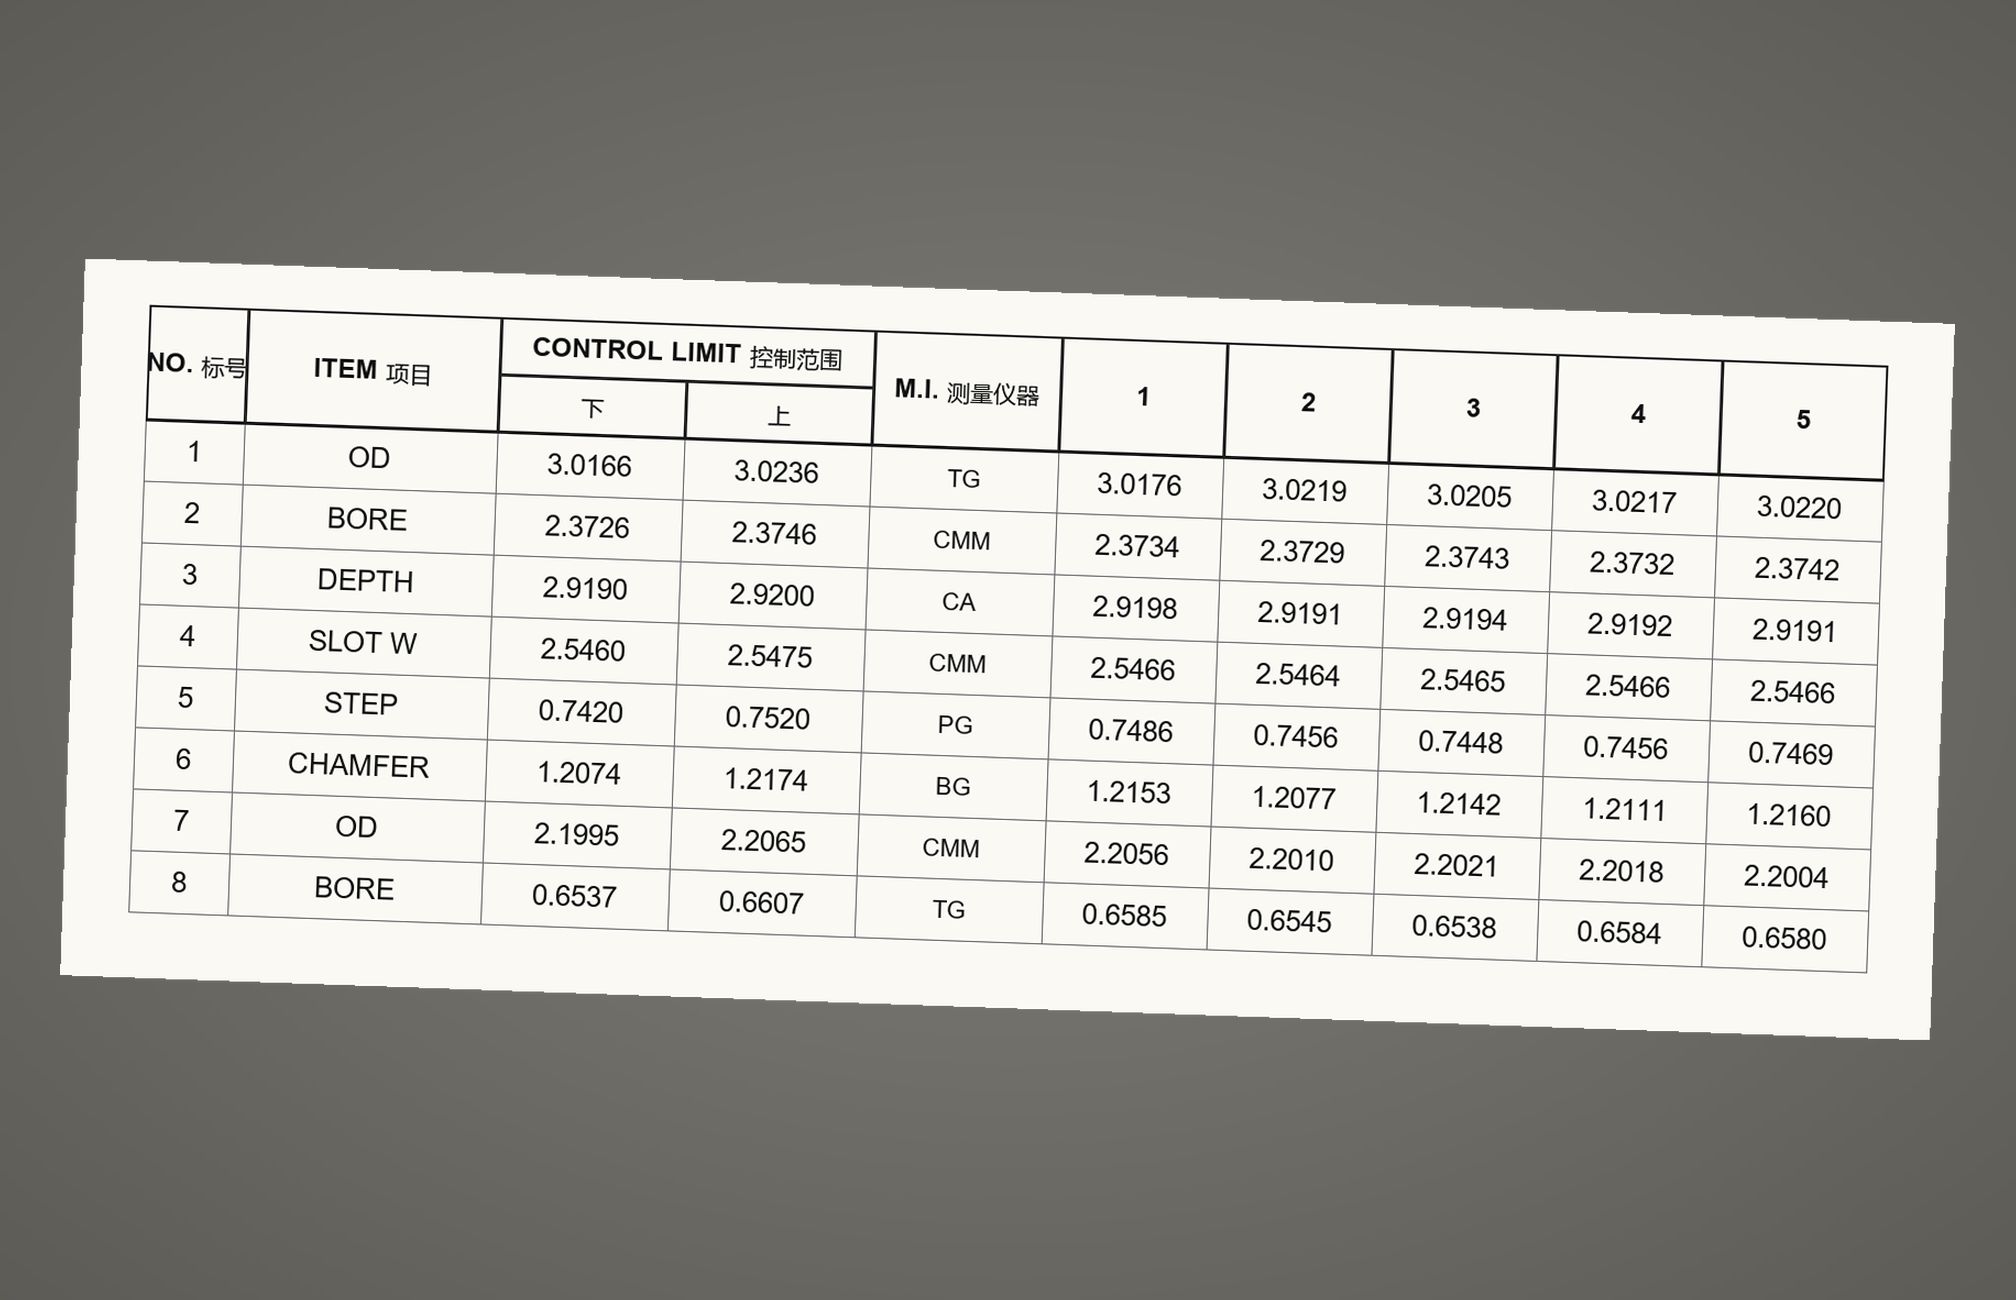 NO. 标号 ITEM 项目 CONTROL LIMIT 控制范围 M.I. 测量仪器 1 2 3 4 5
下 上
1 OD 3.0166 3.0236 TG 3.0176 3.0219 3.0205 3.0217 3.0220
2 BORE 2.3726 2.3746 CMM 2.3734 2.3729 2.3743 2.3732 2.3742
3 DEPTH 2.9190 2.9200 CA 2.9198 2.9191 2.9194 2.9192 2.9191
4 SLOT W 2.5460 2.5475 CMM 2.5466 2.5464 2.5465 2.5466 2.5466
5 STEP 0.7420 0.7520 PG 0.7486 0.7456 0.7448 0.7456 0.7469
6 CHAMFER 1.2074 1.2174 BG 1.2153 1.2077 1.2142 1.2111 1.2160
7 OD 2.1995 2.2065 CMM 2.2056 2.2010 2.2021 2.2018 2.2004
8 BORE 0.6537 0.6607 TG 0.6585 0.6545 0.6538 0.6584 0.6580